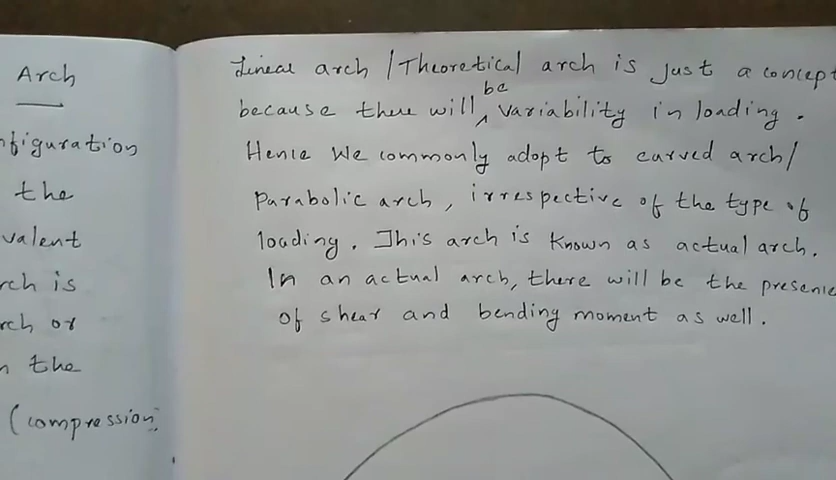 Arch
nfiguration
the
valent
rch is
rch or
n the
(compression
Linear arch / Theoretical arch is just a concept
because there will be variability in loading.
Hence We commonly adopt to curved arch/
Parabolic arch, irrespective of the type of
loading. This arch is known as actual arch.
In an actual arch, there will be the presence
of shear and bending moment as well.